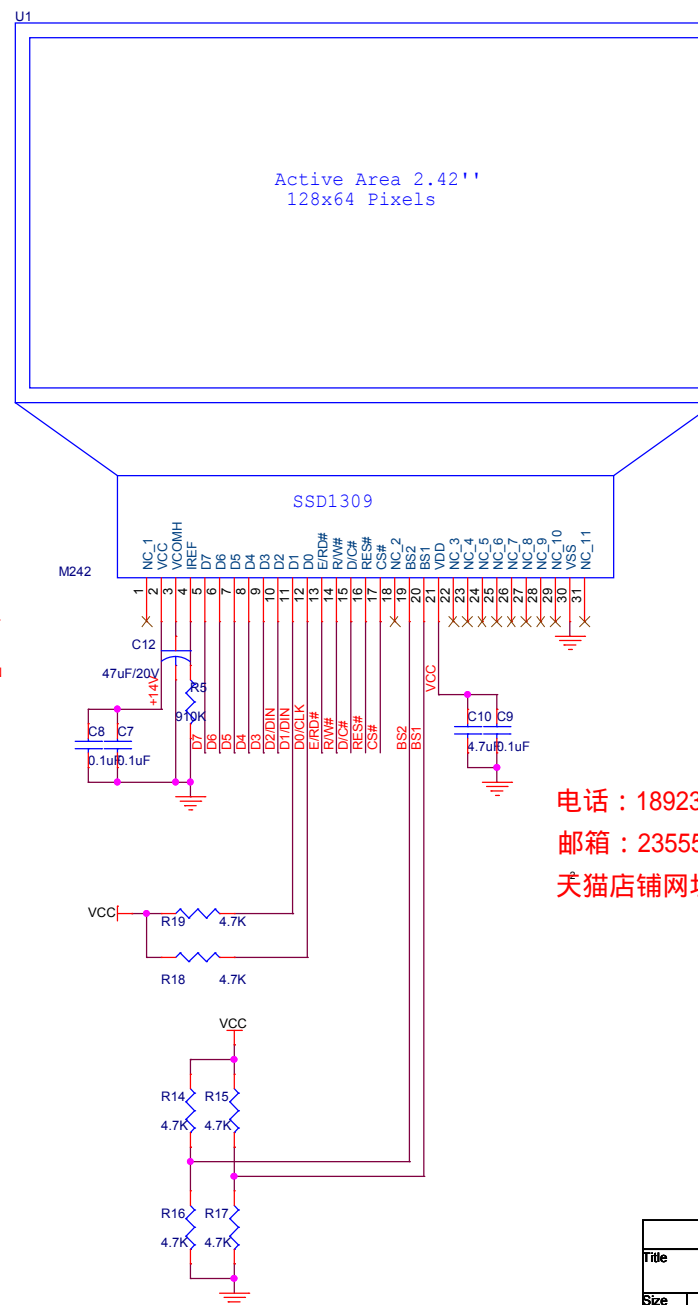 U1
Active Area 2.42''
128x64 Pixels
SSD1309
M242
NC_1
VCC
VCOMH
IREF
D7
D6
D5
D4
D3
D2
D1
D0
E/RD#
R/W#
D/C#
RES#
CS#
NC_2
BS2
BS1
VDD
NC_3
NC_4
NC_5
NC_6
NC_7
NC_8
NC_9
NC_10
VSS
NC_11
1
2
3
4
5
6
7
8
9
10
11
12
13
14
15
16
17
18
19
20
21
22
23
24
25
26
27
28
29
30
31
C12
47uF/20V
+14V
R5
910K
D7
D6
D5
D4
D3
D2/DIN
D1/DIN
D0/CLK
E/RD#
R/W#
D/C#
RES#
CS#
BS2
BS1
VCC
C8
C7
0.1uF
0.1uF
C10
C9
4.7uF
0.1uF
电话：18923
邮箱：23555
2
天猫店铺网
VCC
R19
4.7K
R18
4.7K
VCC
R14
R15
4.7K
4.7K
R16
R17
4.7K
4.7K
Title
Size